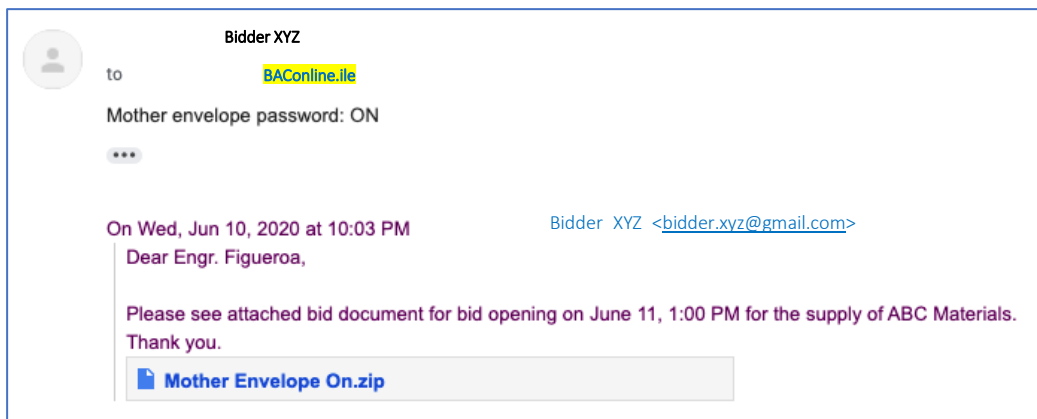 Bidder XYZ
to BAConline.ile
Mother envelope password: ON
•••
On Wed, Jun 10, 2020 at 10:03 PM Bidder XYZ <bidder.xyz@gmail.com>
Dear Engr. Figueroa,
Please see attached bid document for bid opening on June 11, 1:00 PM for the supply of ABC Materials.
Thank you.
Mother Envelope On.zip